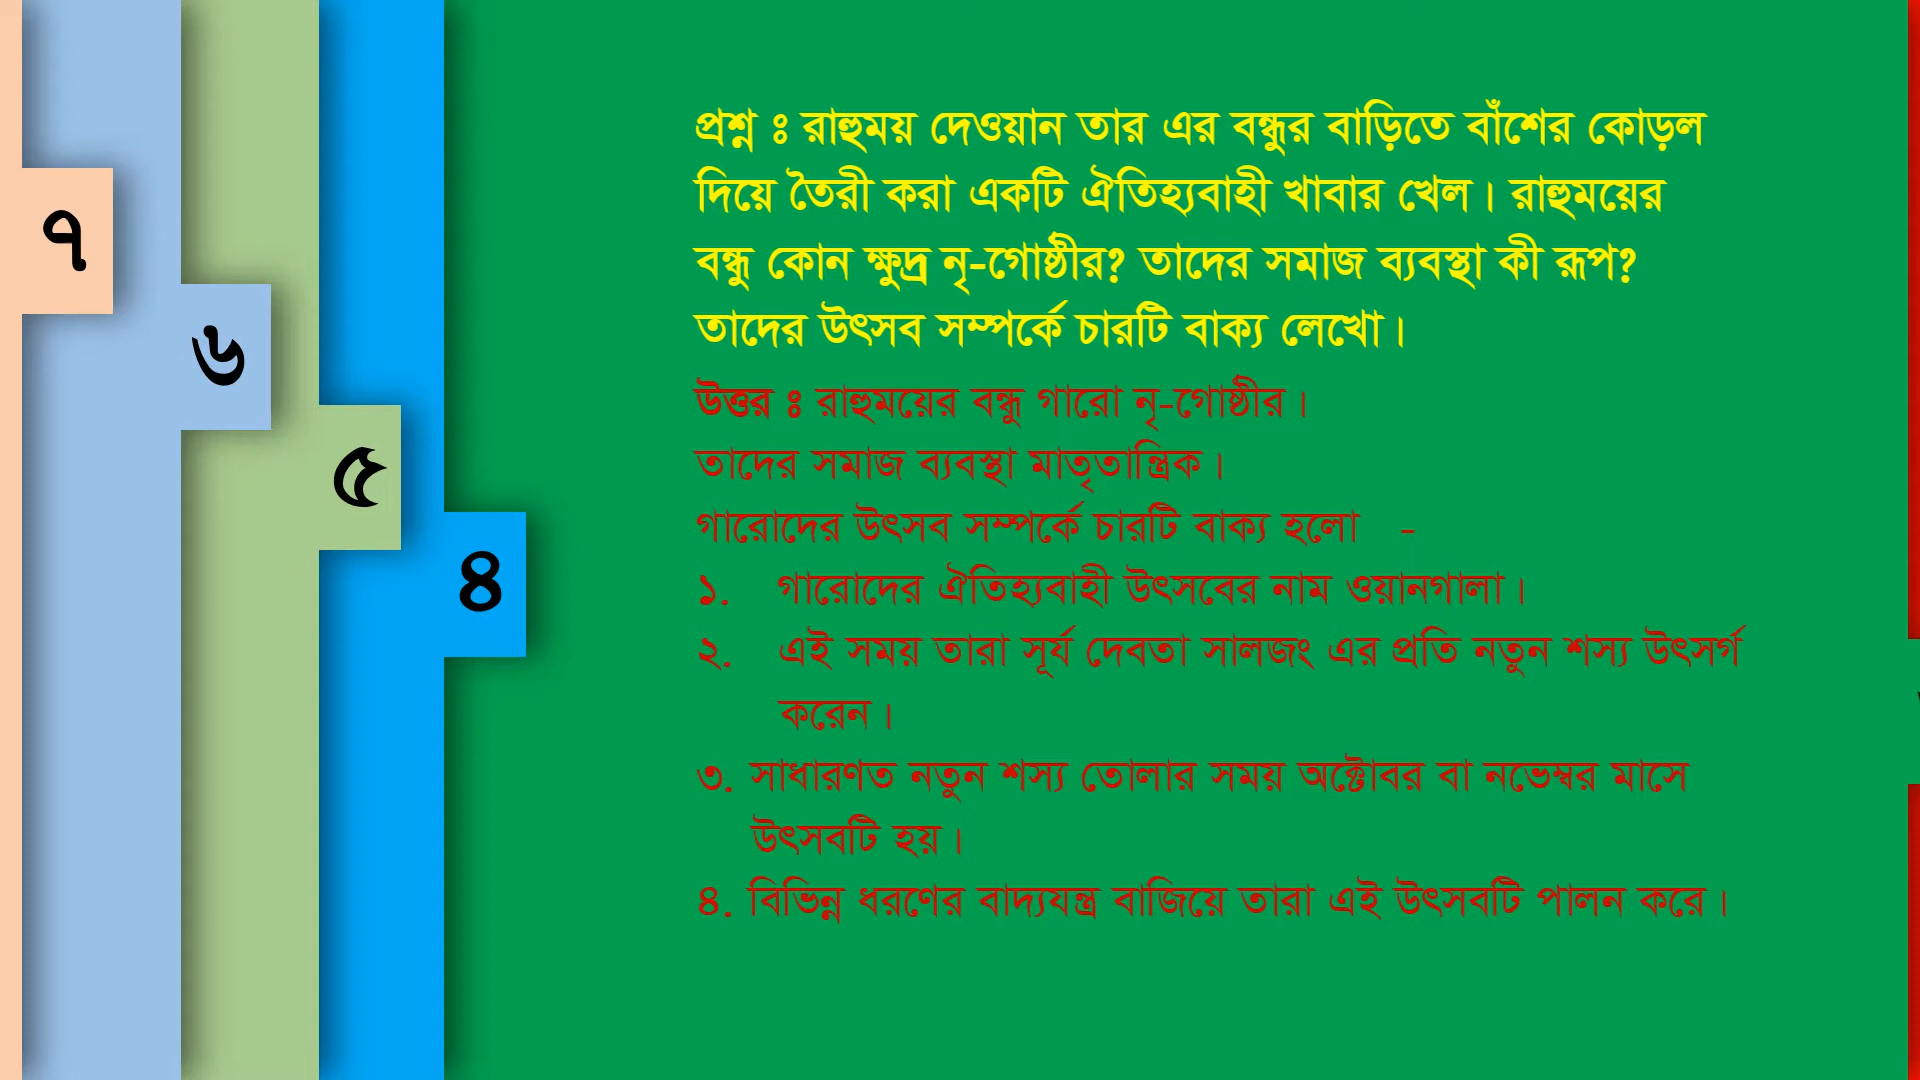 প্রশ্ন ঃ রাহুময় দেওয়ান তার এর বন্ধুর বাড়িতে বাঁশের কোড়ল
দিয়ে তৈরী করা একটি ঐতিহ্যবাহী খাবার খেল। রাহুময়ের
বন্ধু কোন ক্ষুদ্র নৃ-গোষ্ঠীর? তাদের সমাজ ব্যবস্থা কী রূপ?
তাদের উৎসব সম্পর্কে চারটি বাক্য লেখো।
উত্তর ঃ রাহুময়ের বন্ধু গারো নৃ-গোষ্ঠীর।
তাদের সমাজ ব্যবস্থা মাতৃতান্ত্রিক।
গারোদের উৎসব সম্পর্কে চারটি বাক্য হলো -
১. গারোদের ঐতিহ্যবাহী উৎসবের নাম ওয়ানগালা।
২. এই সময় তারা সূর্য দেবতা সালজং এর প্রতি নতুন শস্য উৎসর্গ
করেন।
৩. সাধারণত নতুন শস্য তোলার সময় অক্টোবর বা নভেম্বর মাসে
উৎসবটি হয়।
৪. বিভিন্ন ধরণের বাদ্যযন্ত্র বাজিয়ে তারা এই উৎসবটি পালন করে।
৭
৬
৫
৪